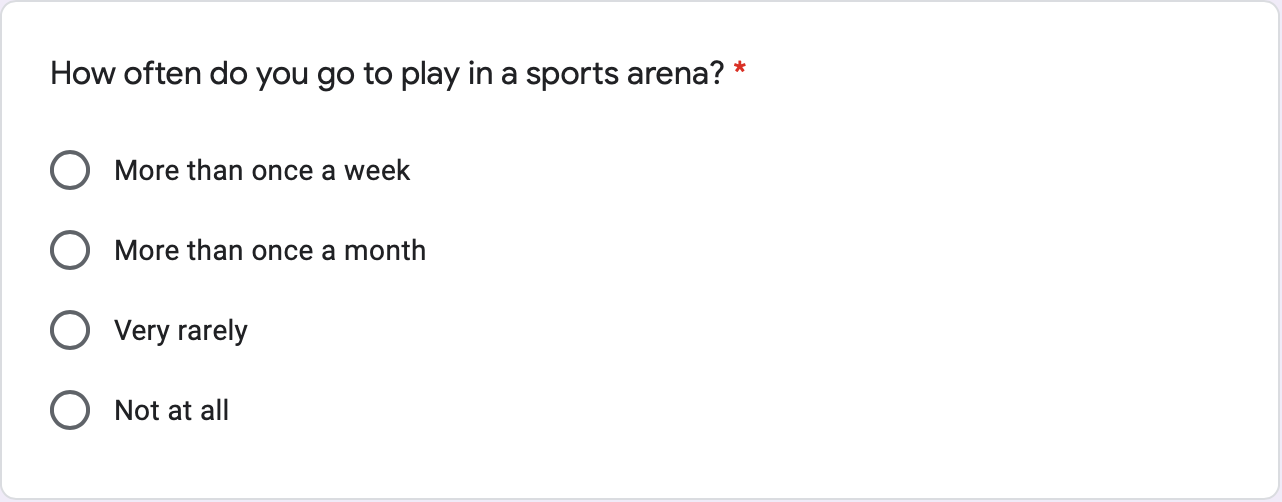 How often do you go to play in a sports arena? *
More than once a week
More than once a month
Very rarely
Not at all